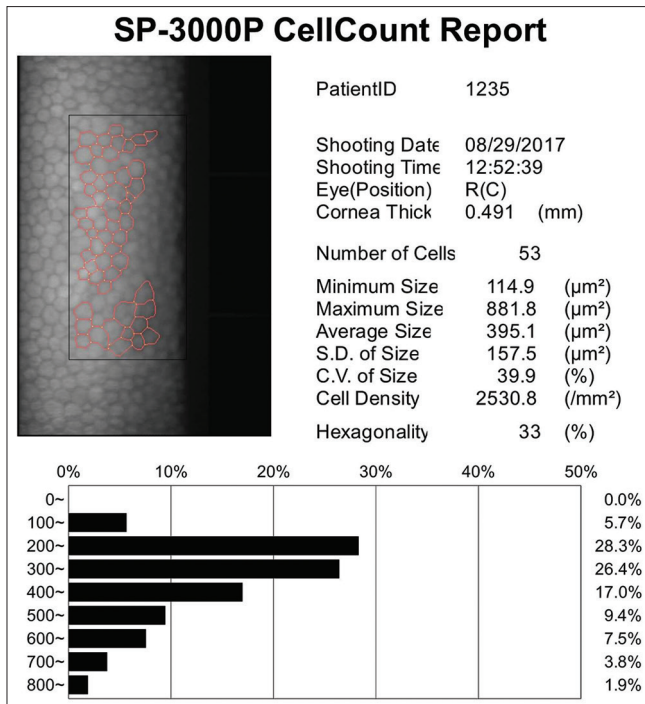 SP-3000P CellCount Report
PatientID 1235
Shooting Date 08/29/2017
Shooting Time 12:52:39
Eye(Position) R(C)
Cornea Thick 0.491 (mm)
Number of Cells 53
Minimum Size 114.9 (µm²)
Maximum Size 881.8 (µm²)
Average Size 395.1 (µm²)
S.D. of Size 157.5 (µm²)
C.V. of Size 39.9 (%)
Cell Density 2530.8 (/mm²)
Hexagonality 33 (%)
0% 10% 20% 30% 40% 50%
0~ 0.0%
100~ 5.7%
200~ 28.3%
300~ 26.4%
400~ 17.0%
500~ 9.4%
600~ 7.5%
700~ 3.8%
800~ 1.9%